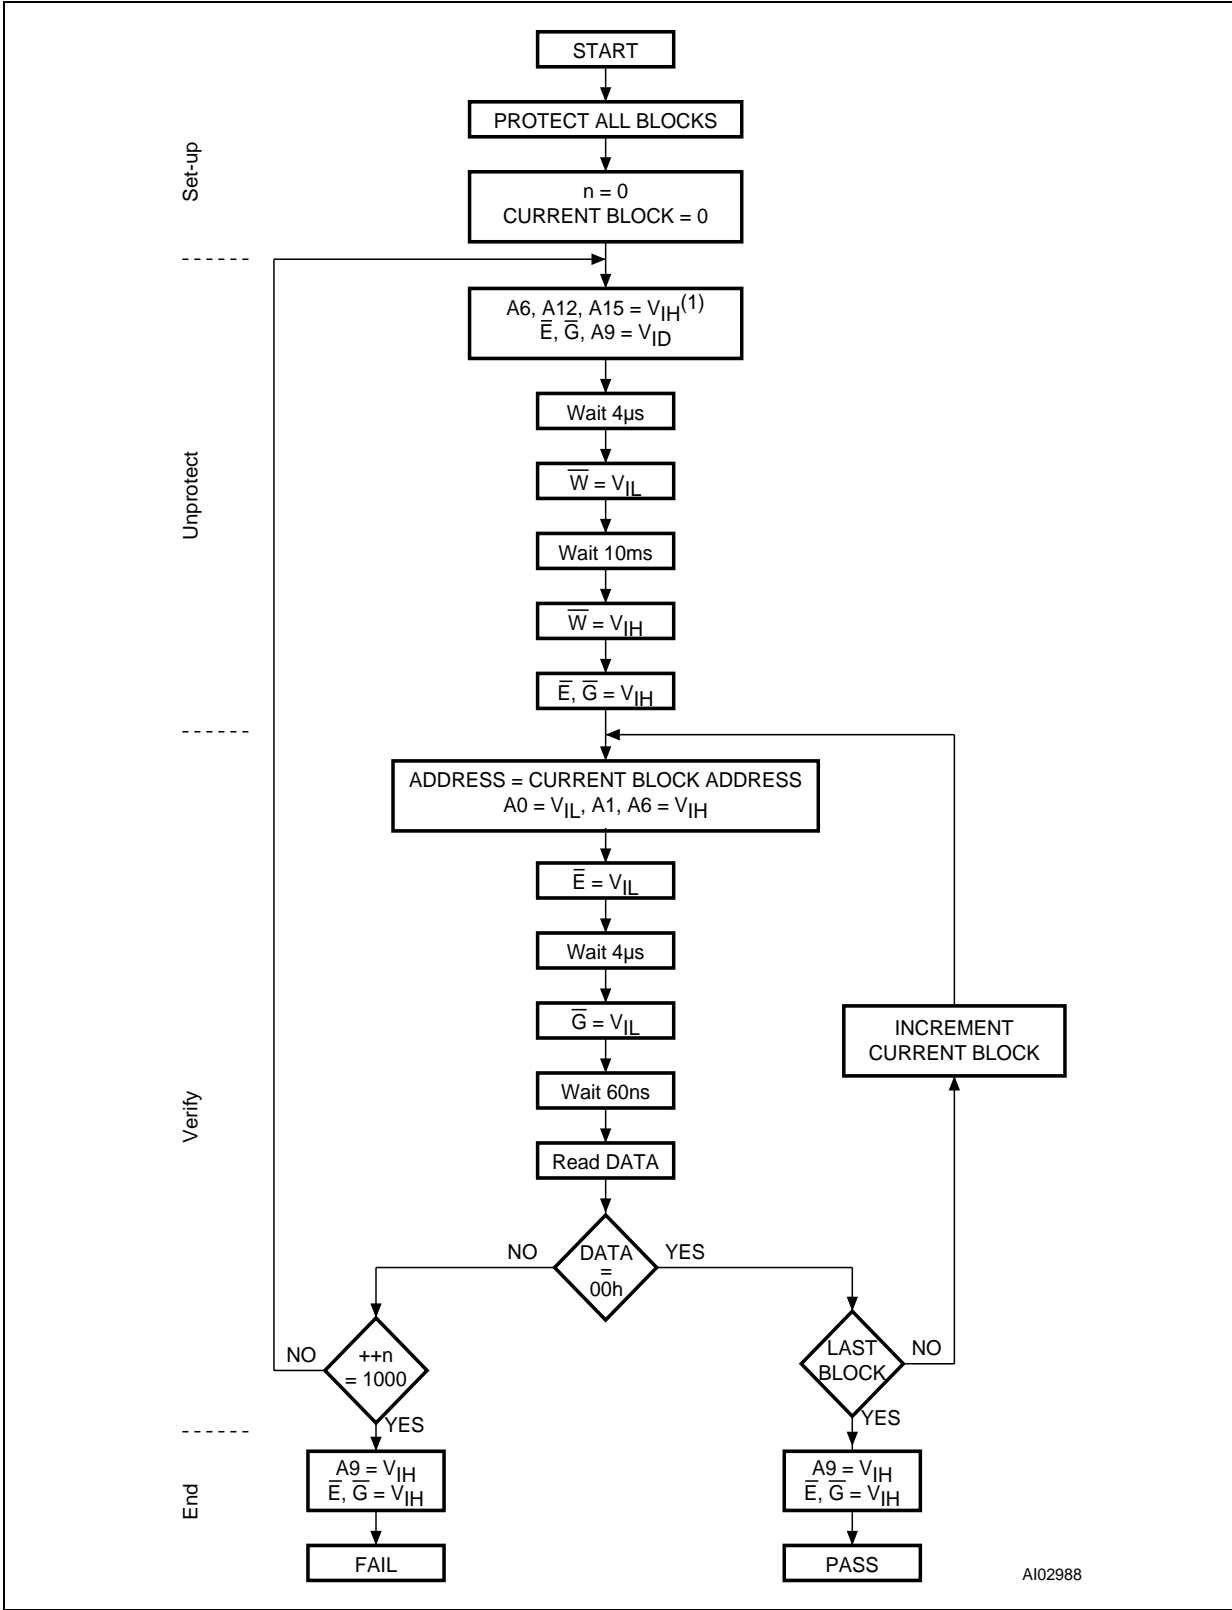 START
PROTECT ALL BLOCKS
Set-up
n = 0
CURRENT BLOCK = 0
A6, A12, A15 = VIH(1)
E̅, G̅, A9 = VID
Wait 4µs
Unprotect
W̅ = VIL
Wait 10ms
W̅ = VIH
E̅, G̅ = VIH
ADDRESS = CURRENT BLOCK ADDRESS
A0 = VIL, A1, A6 = VIH
E̅ = VIL
Wait 4µs
G̅ = VIL
INCREMENT
CURRENT BLOCK
Wait 60ns
Verify
Read DATA
NO
DATA
=
00h
YES
NO
++n
= 1000
YES
LAST
BLOCK
NO
YES
End
A9 = VIH
E̅, G̅ = VIH
A9 = VIH
E̅, G̅ = VIH
FAIL
PASS
AI02988